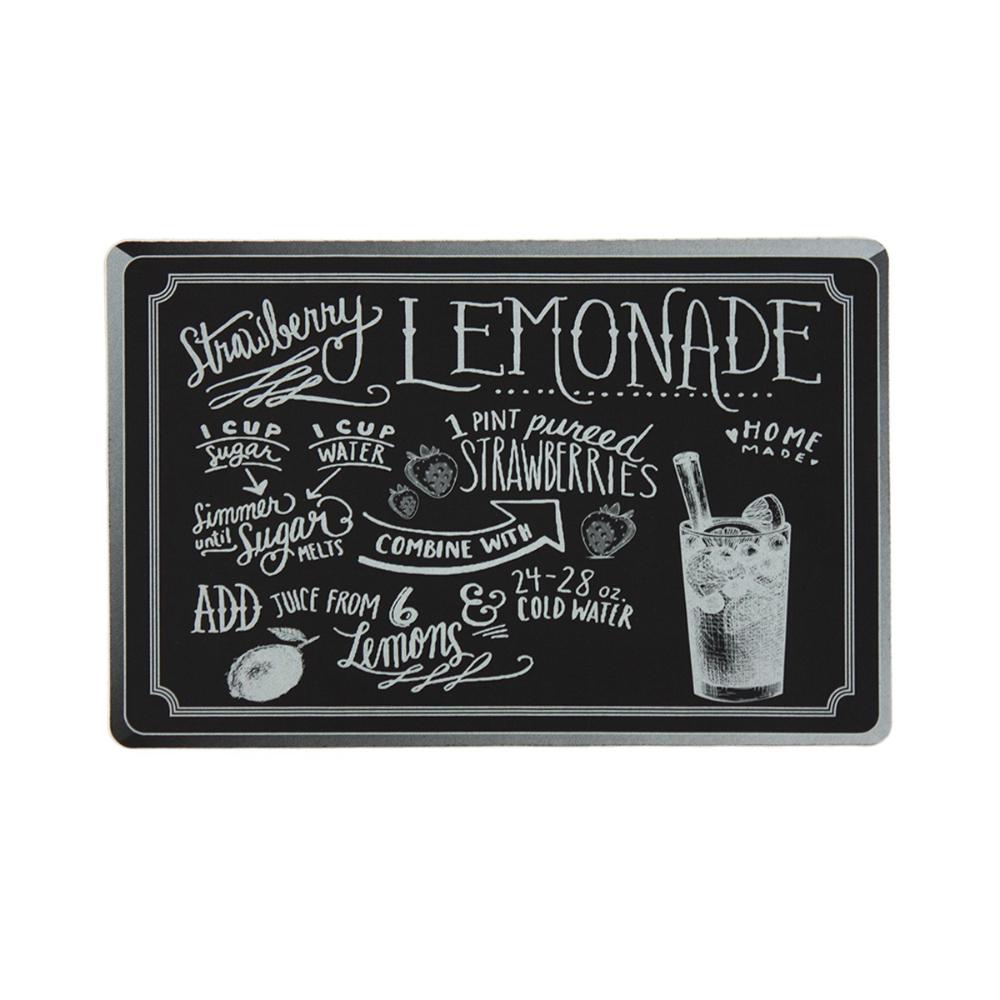 Strawberry LEMONADE
♥ HOME
MADE ♥
1 CUP
Sugar
1 CUP
WATER
Simmer
until Sugar
MELTS
COMBINE WITH
1 PINT pureed
STRAWBERRIES
ADD JUICE FROM 6
Lemons
& 24-28 oz.
COLD WATER